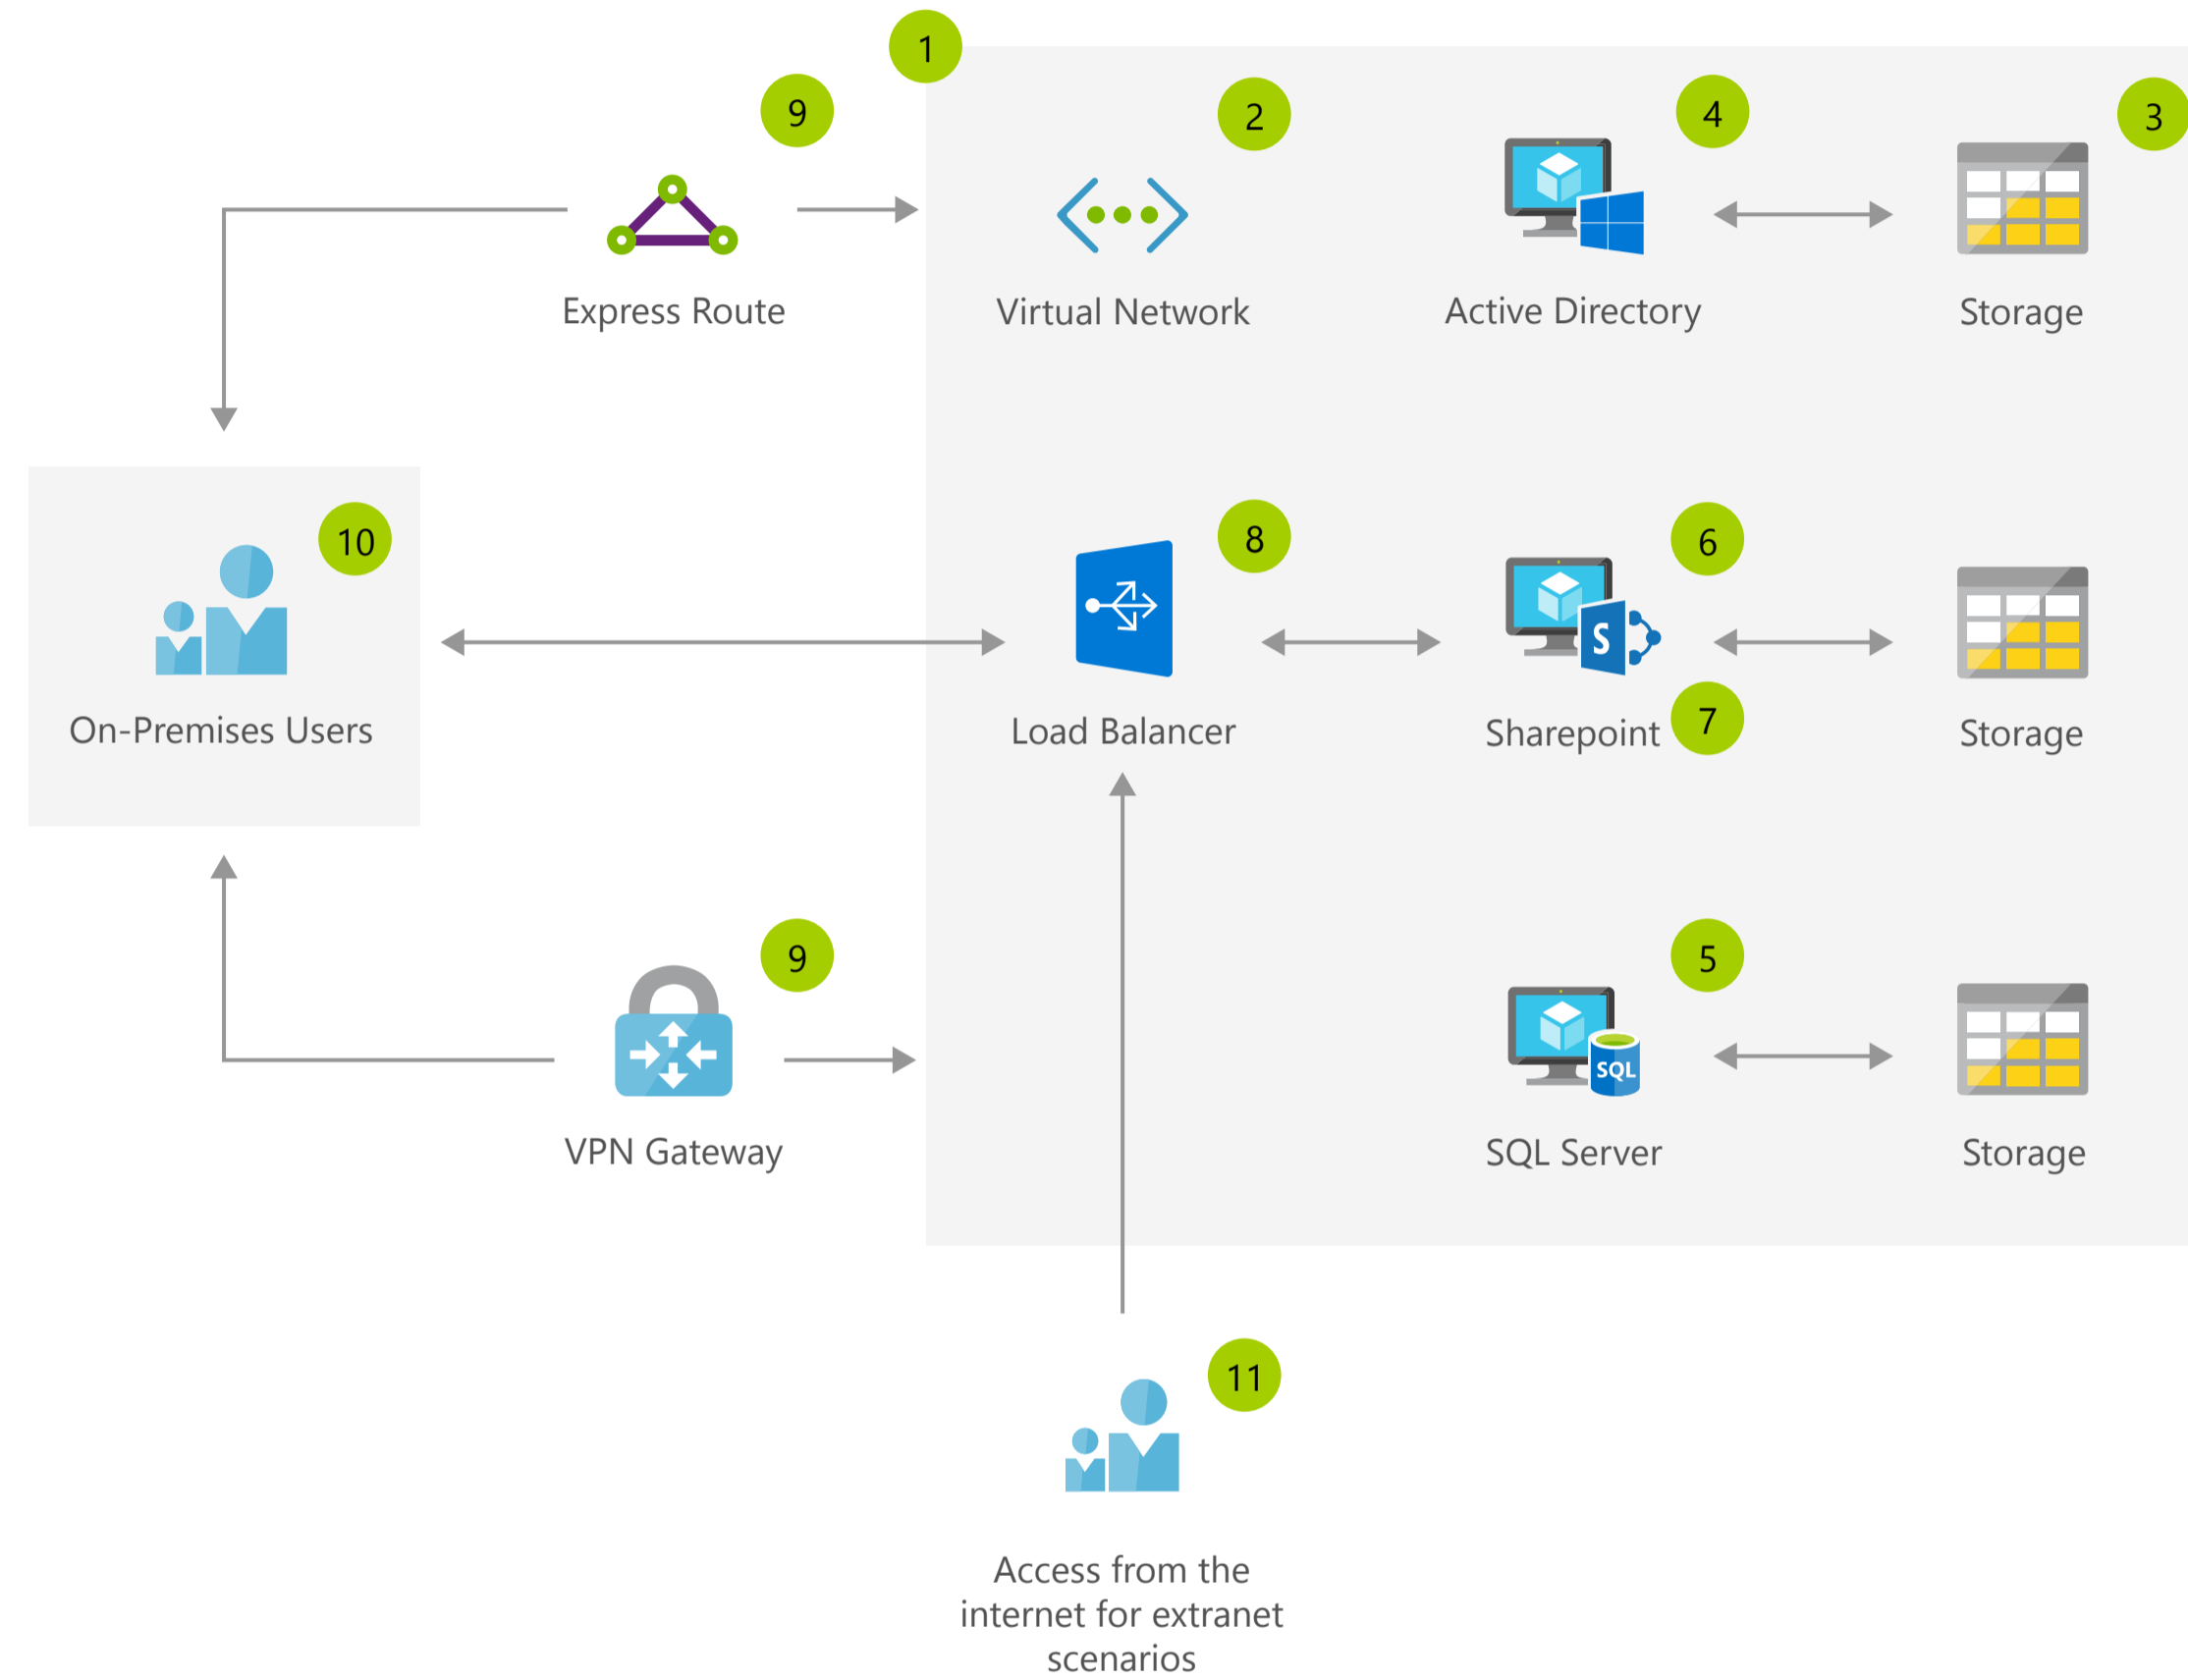 1
9
2
4
3
Express Route
Virtual Network
Active Directory
Storage
10
8
6
S
On-Premises Users
Load Balancer
Sharepoint
7
Storage
9
5
SQL
VPN Gateway
SQL Server
Storage
11
Access from the
internet for extranet
scenarios